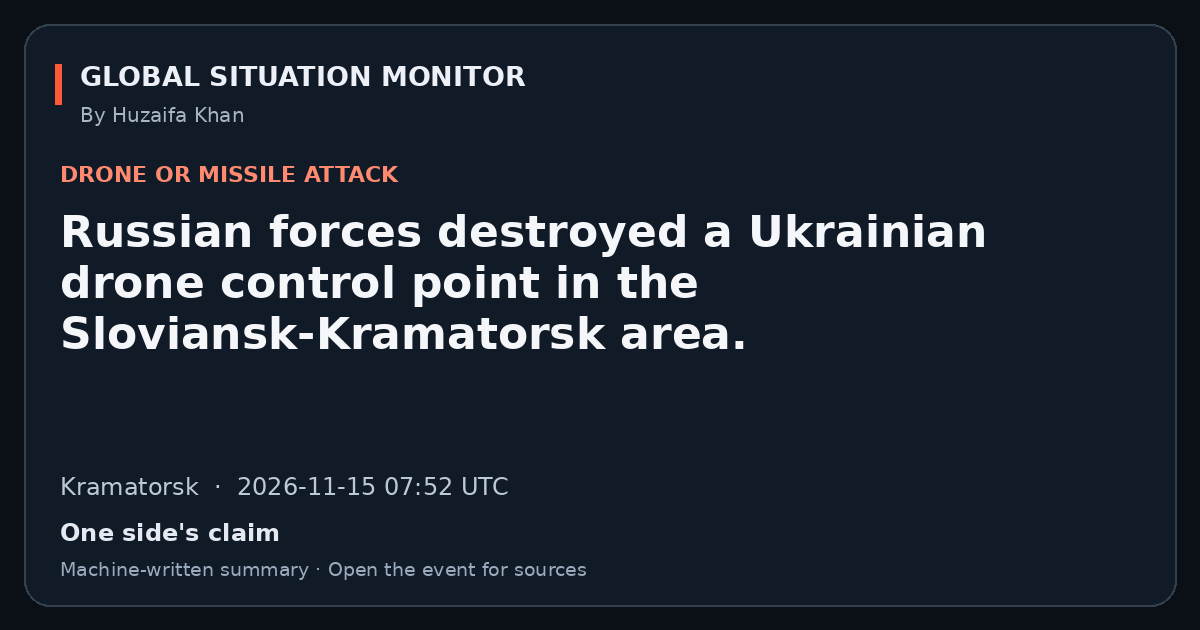 GLOBAL SITUATION MONITOR
By Huzaifa Khan
DRONE OR MISSILE ATTACK
Russian forces destroyed a Ukrainian
drone control point in the
Sloviansk-Kramatorsk area.
Kramatorsk · 2026-11-15 07:52 UTC
One side's claim
Machine-written summary · Open the event for sources